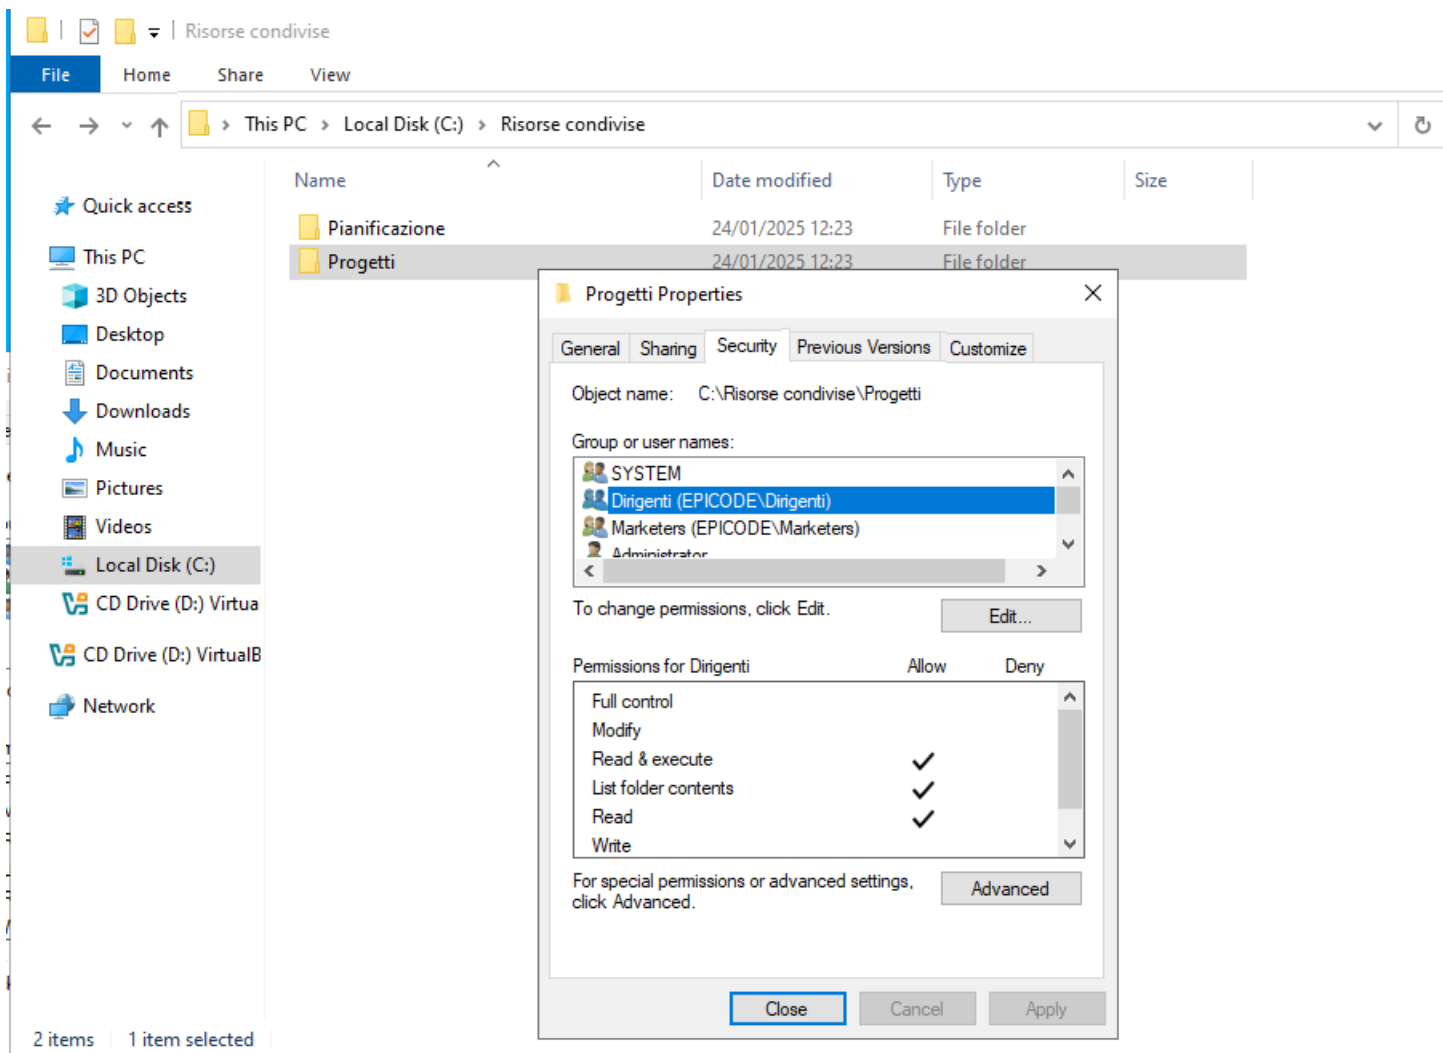 Risorse condivise
File Home Share View
This PC Local Disk (C:) Risorse condivise
Name Date modified Type Size
Quick access
This PC
3D Objects
Desktop
Documents
Downloads
Music
Pictures
Videos
Local Disk (C:)
CD Drive (D:) Virtua
CD Drive (D:) VirtualB
Network
Pianificazione 24/01/2025 12:23 File folder
Progetti 24/01/2025 12:23 File folder
Progetti Properties
General Sharing Security Previous Versions Customize
Object name: C:\Risorse condivise\Progetti
Group or user names:
SYSTEM
Dirigenti (EPICODE\Dirigenti)
Marketers (EPICODE\Marketers)
Administrator
To change permissions, click Edit.
Edit...
Permissions for Dirigenti Allow Deny
Full control
Modify
Read & execute
List folder contents
Read
Write
For special permissions or advanced settings,
click Advanced.
Advanced
Close Cancel Apply
2 items 1 item selected